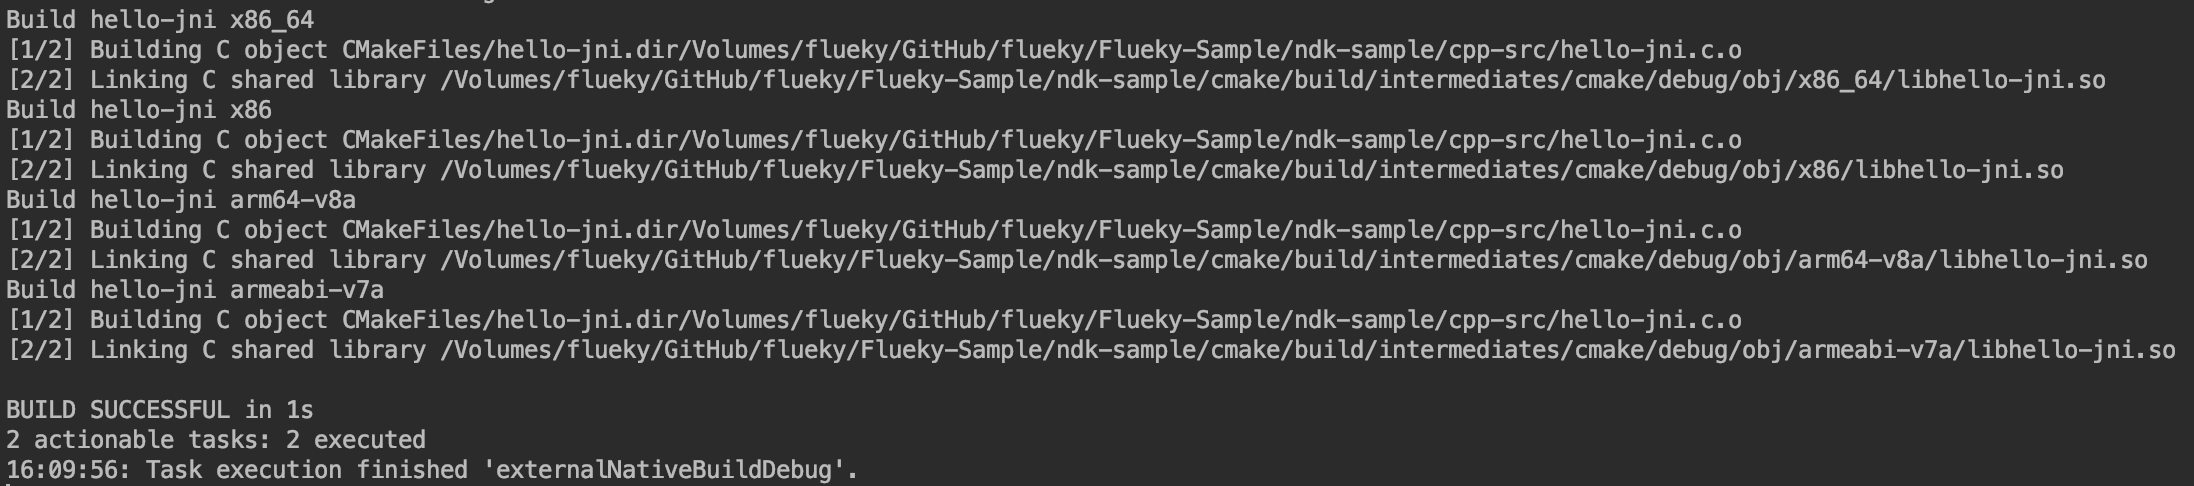 Build hello-jni x86_64
[1/2] Building C object CMakeFiles/hello-jni.dir/Volumes/flueky/GitHub/flueky/Flueky-Sample/ndk-sample/cpp-src/hello-jni.c.o
[2/2] Linking C shared library /Volumes/flueky/GitHub/flueky/Flueky-Sample/ndk-sample/cmake/build/intermediates/cmake/debug/obj/x86_64/libhello-jni.so
Build hello-jni x86
[1/2] Building C object CMakeFiles/hello-jni.dir/Volumes/flueky/GitHub/flueky/Flueky-Sample/ndk-sample/cpp-src/hello-jni.c.o
[2/2] Linking C shared library /Volumes/flueky/GitHub/flueky/Flueky-Sample/ndk-sample/cmake/build/intermediates/cmake/debug/obj/x86/libhello-jni.so
Build hello-jni arm64-v8a
[1/2] Building C object CMakeFiles/hello-jni.dir/Volumes/flueky/GitHub/flueky/Flueky-Sample/ndk-sample/cpp-src/hello-jni.c.o
[2/2] Linking C shared library /Volumes/flueky/GitHub/flueky/Flueky-Sample/ndk-sample/cmake/build/intermediates/cmake/debug/obj/arm64-v8a/libhello-jni.so
Build hello-jni armeabi-v7a
[1/2] Building C object CMakeFiles/hello-jni.dir/Volumes/flueky/GitHub/flueky/Flueky-Sample/ndk-sample/cpp-src/hello-jni.c.o
[2/2] Linking C shared library /Volumes/flueky/GitHub/flueky/Flueky-Sample/ndk-sample/cmake/build/intermediates/cmake/debug/obj/armeabi-v7a/libhello-jni.so
BUILD SUCCESSFUL in 1s
2 actionable tasks: 2 executed
16:09:56: Task execution finished 'externalNativeBuildDebug'.